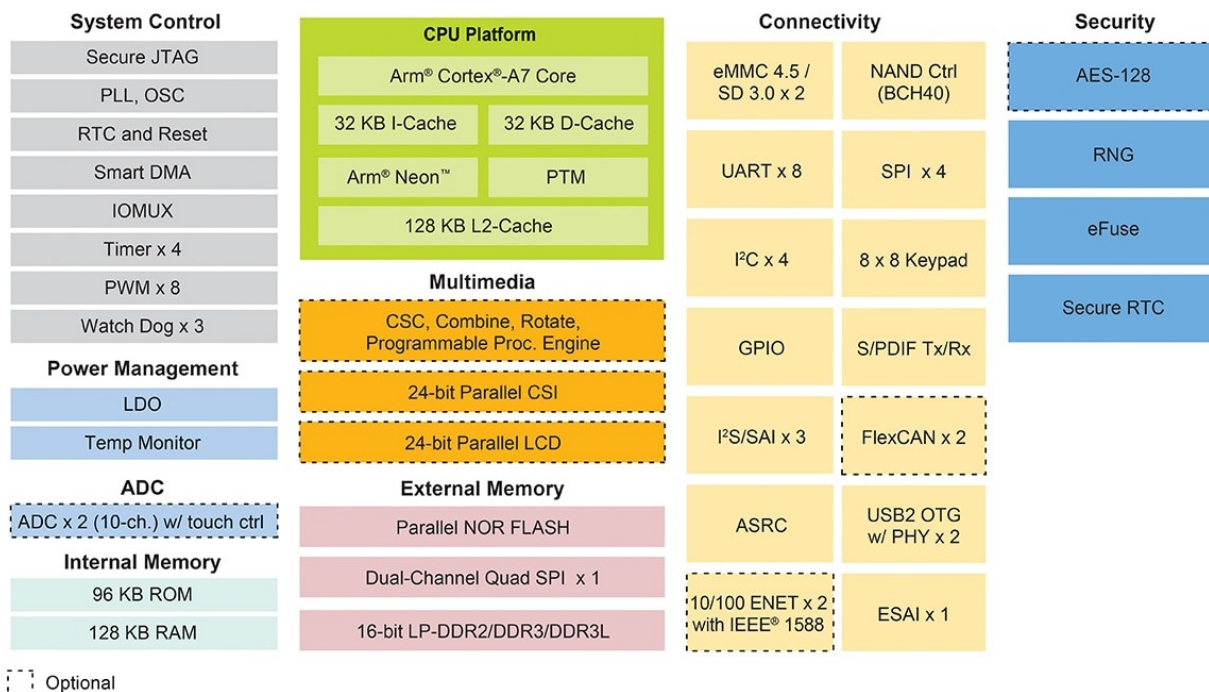 System Control
Secure JTAG
PLL, OSC
RTC and Reset
Smart DMA
IOMUX
Timer x 4
PWM x 8
Watch Dog x 3
Power Management
LDO
Temp Monitor
ADC
ADC x 2 (10-ch.) w/ touch ctrl
Internal Memory
96 KB ROM
128 KB RAM
CPU Platform
Arm® Cortex®-A7 Core
32 KB I-Cache
32 KB D-Cache
Arm® Neon™
PTM
128 KB L2-Cache
Multimedia
CSC, Combine, Rotate,
Programmable Proc. Engine
24-bit Parallel CSI
24-bit Parallel LCD
External Memory
Parallel NOR FLASH
Dual-Channel Quad SPI x 1
16-bit LP-DDR2/DDR3/DDR3L
Connectivity
eMMC 4.5 /
SD 3.0 x 2
NAND Ctrl
(BCH40)
UART x 8
SPI x 4
I²C x 4
8 x 8 Keypad
GPIO
S/PDIF Tx/Rx
I²S/SAI x 3
FlexCAN x 2
ASRC
USB2 OTG
w/ PHY x 2
10/100 ENET x 2
with IEEE® 1588
ESAI x 1
Security
AES-128
RNG
eFuse
Secure RTC
Optional